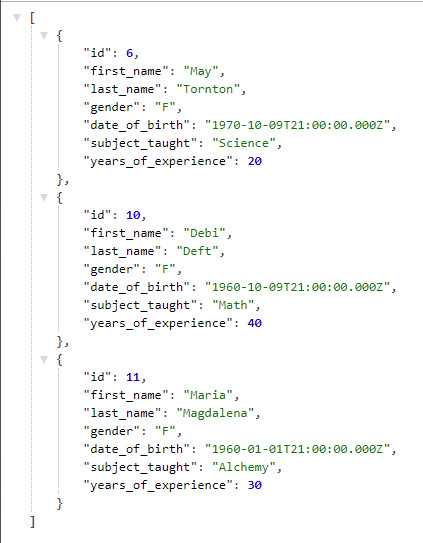 [
{
"id": 6,
"first_name": "May",
"last_name": "Tornton",
"gender": "F",
"date_of_birth": "1970-10-09T21:00:00.000Z",
"subject_taught": "Science",
"years_of_experience": 20
},
{
"id": 10,
"first_name": "Debi",
"last_name": "Deft",
"gender": "F",
"date_of_birth": "1960-10-09T21:00:00.000Z",
"subject_taught": "Math",
"years_of_experience": 40
},
{
"id": 11,
"first_name": "Maria",
"last_name": "Magdalena",
"gender": "F",
"date_of_birth": "1960-01-01T21:00:00.000Z",
"subject_taught": "Alchemy",
"years_of_experience": 30
}
]